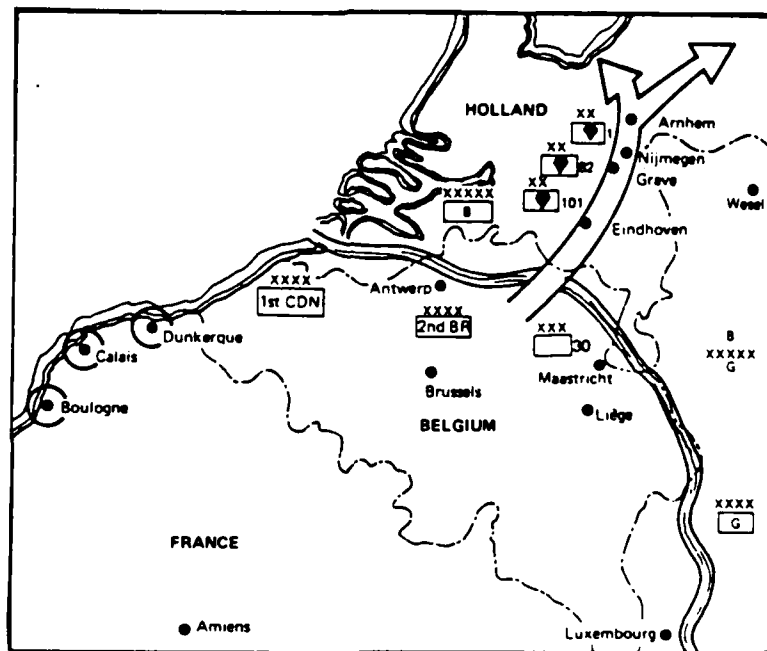 HOLLAND
XX
1
Arnhem
XX
82
Nijmegen
Grave
XX
101
Wesel
XXXXX
B
Eindhoven
XXXX
1st CDN
Antwerp
XXXX
2nd BR
XXX
30
B
XXXXX
G
Dunkerque
Calais
Maastricht
Brussels
Boulogne
Liège
BELGIUM
XXXX
G
FRANCE
Amiens
Luxembourg